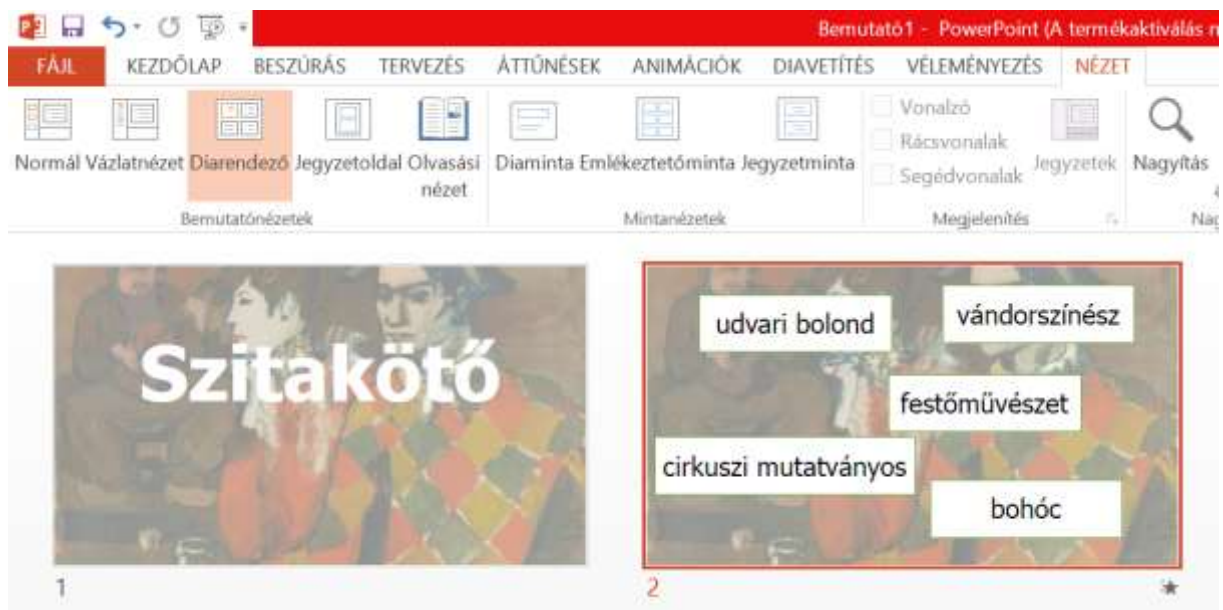 Bemutató1 - PowerPoint (A termékaktiválás n
FÁJL KEZDŐLAP BESZÚRÁS TERVEZÉS ÁTTŰNÉSEK ANIMÁCIÓK DIAVETÍTÉS VÉLEMÉNYEZÉS NÉZET
Normál Vázlatnézet Diarendező Jegyzetoldal Olvasási nézet
Bemutatónézetek
Diaminta Emlékeztetőminta Jegyzetminta
Mintanézetek
Vonalzó
Rácsvonalak
Segédvonalak
Jegyzetek
Megjelenítés
Nagyítás
Nag
Szitakötő
1
udvari bolond
vándorszínész
festőművészet
cirkuszi mutatványos
bohóc
2